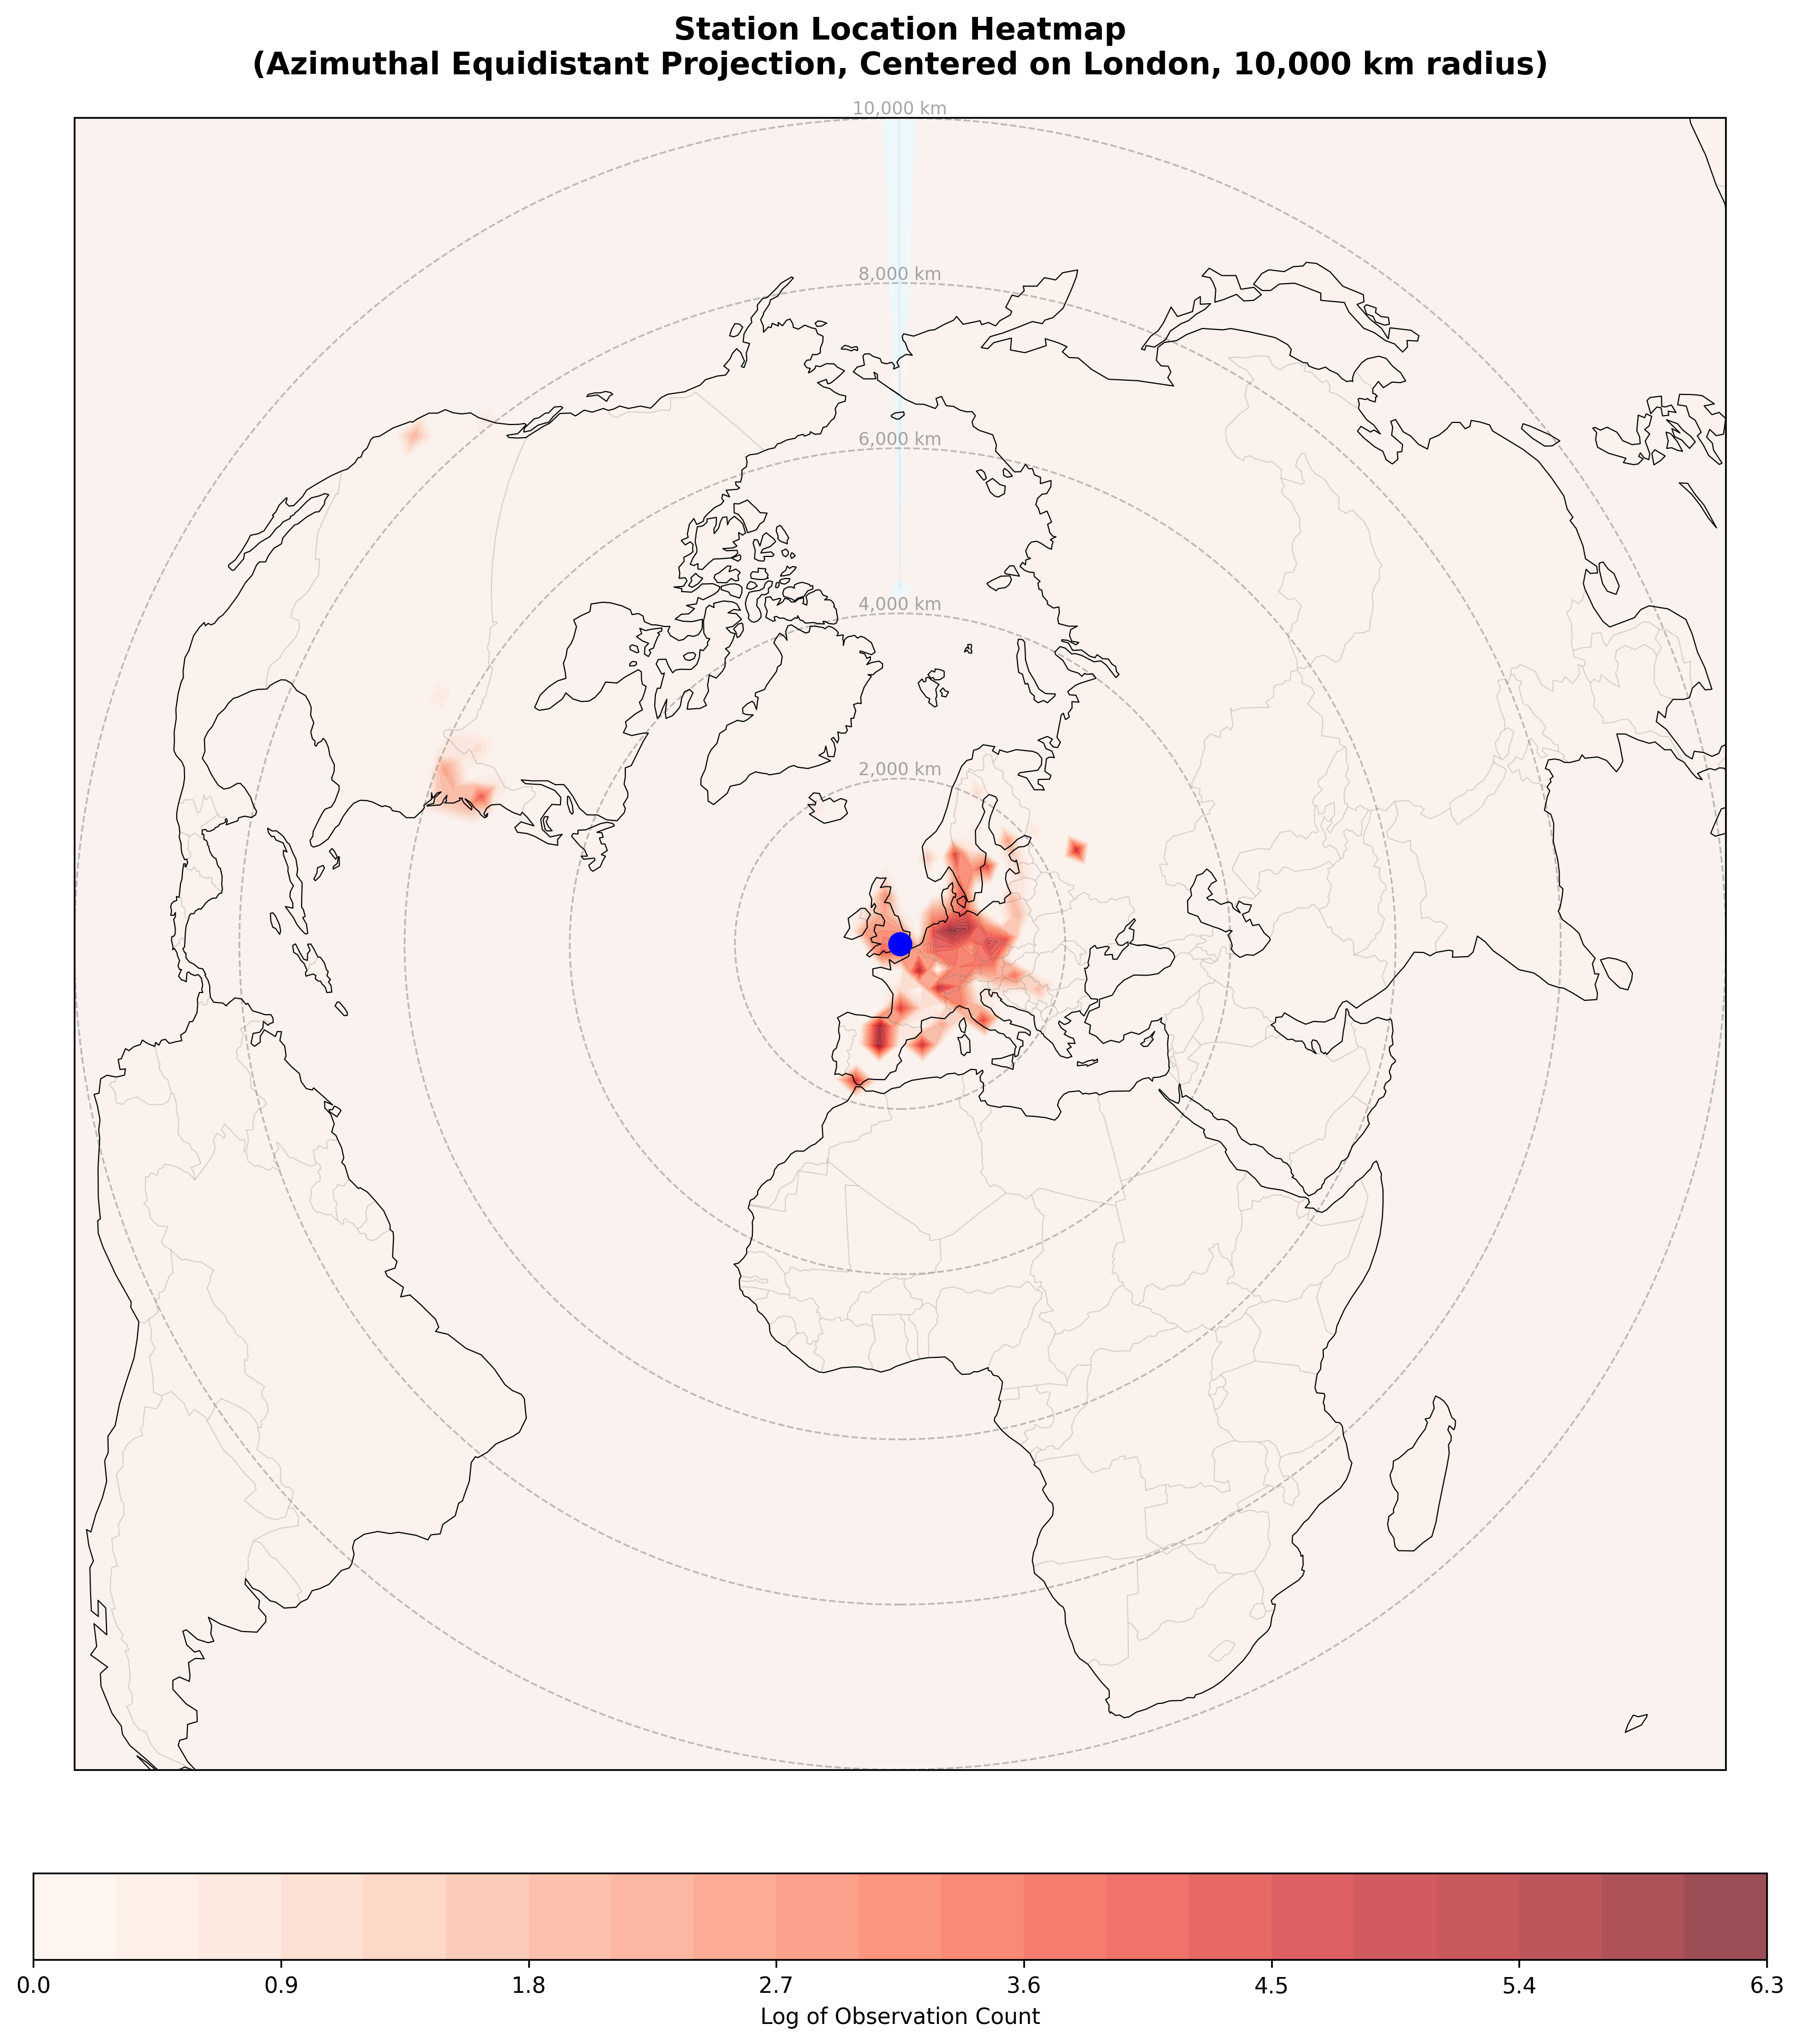 Station Location Heatmap
(Azimuthal Equidistant Projection, Centered on London, 10,000 km radius)
10,000 km
8,000 km
6,000 km
4,000 km
2,000 km
0.0 0.9 1.8 2.7 3.6 4.5 5.4 6.3
Log of Observation Count